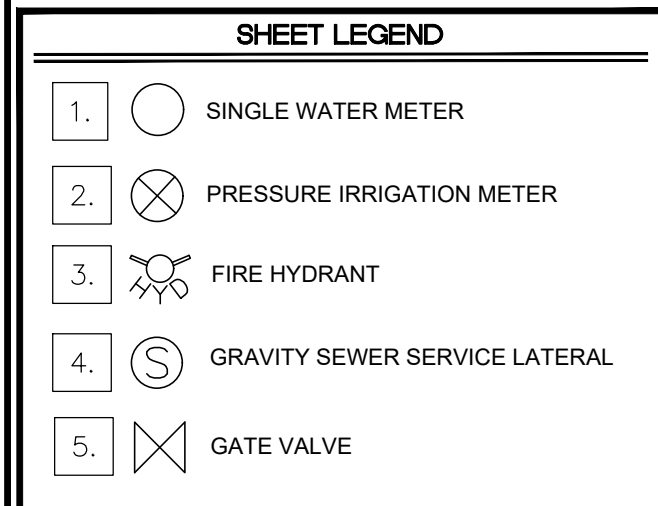 SHEET LEGEND
1. SINGLE WATER METER
2. PRESSURE IRRIGATION METER
3. HYD FIRE HYDRANT
4. S GRAVITY SEWER SERVICE LATERAL
5. GATE VALVE